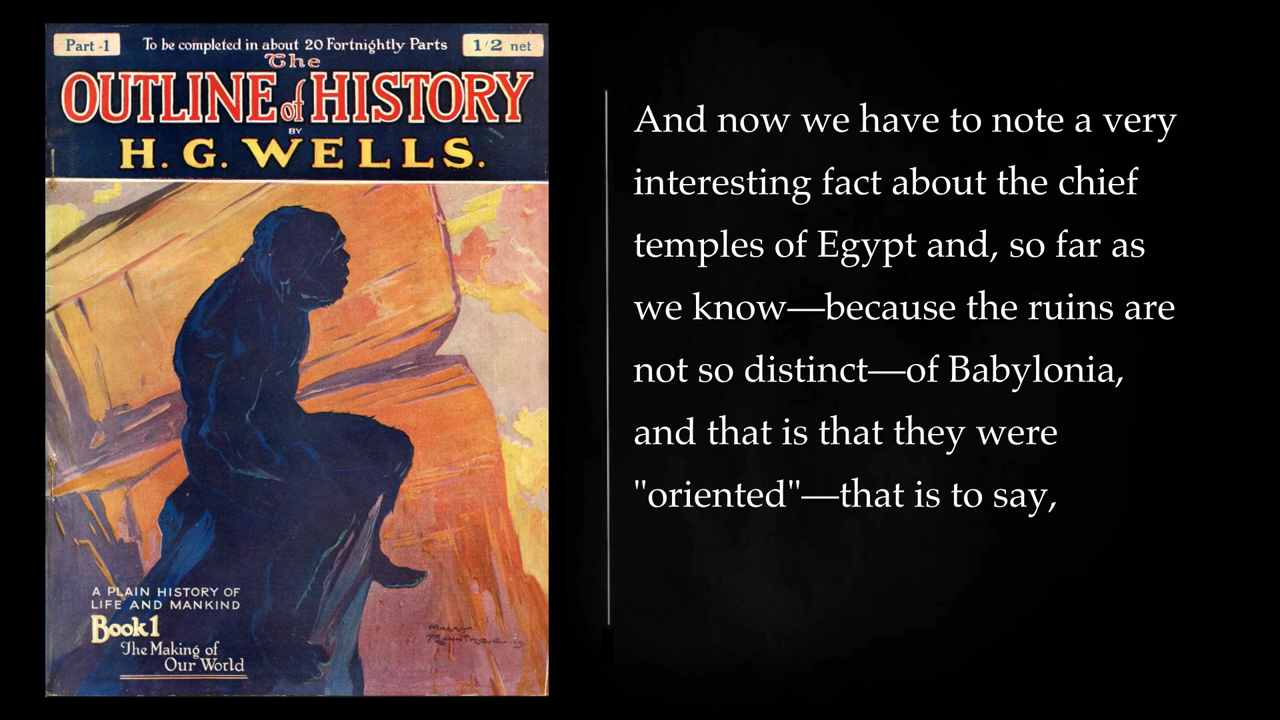 Part -1
To be completed in about 20 Fortnightly Parts
1/2 net
The
OUTLINE of HISTORY
BY
H. G. WELLS.
A PLAIN HISTORY OF
LIFE AND MANKIND
Book 1
The Making of
Our World
And now we have to note a very
interesting fact about the chief
temples of Egypt and, so far as
we know—because the ruins are
not so distinct—of Babylonia,
and that is that they were
"oriented"—that is to say,